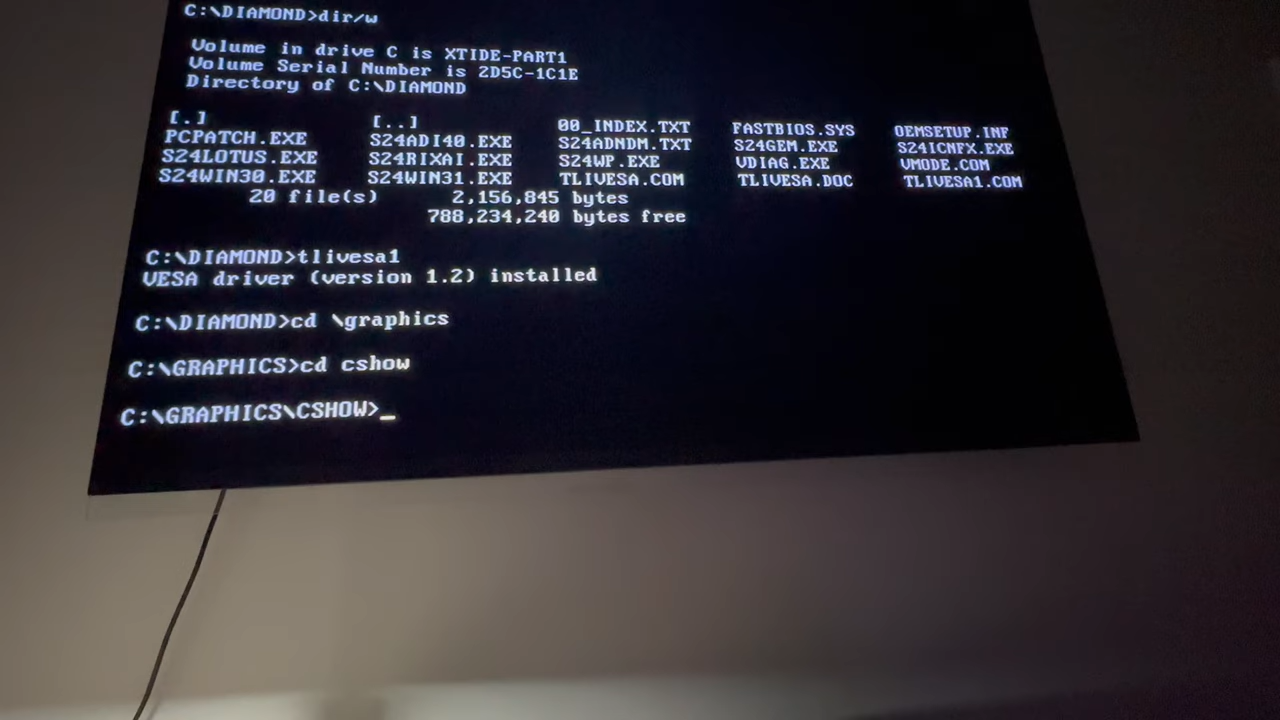 C:\DIAMOND>dir/w
Volume in drive C is XTIDE-PART1
Volume Serial Number is 2D5C-1C1E
Directory of C:\DIAMOND
[.] [..] 00_INDEX.TXT FASTBIOS.SYS OEMSETUP.INF
PCPATCH.EXE S24ADI40.EXE S24ADNDM.TXT S24GEM.EXE S24ICNFX.EXE
S24LOTUS.EXE S24RIXAI.EXE S24WP.EXE VDIAG.EXE VMODE.COM
S24WIN30.EXE S24WIN31.EXE TLIVESA.COM TLIVESA.DOC TLIVESA1.COM
20 file(s) 2,156,845 bytes
788,234,240 bytes free
C:\DIAMOND>tlivesa1
VESA driver (version 1.2) installed
C:\DIAMOND>cd \graphics
C:\GRAPHICS>cd cshow
C:\GRAPHICS\CSHOW>_